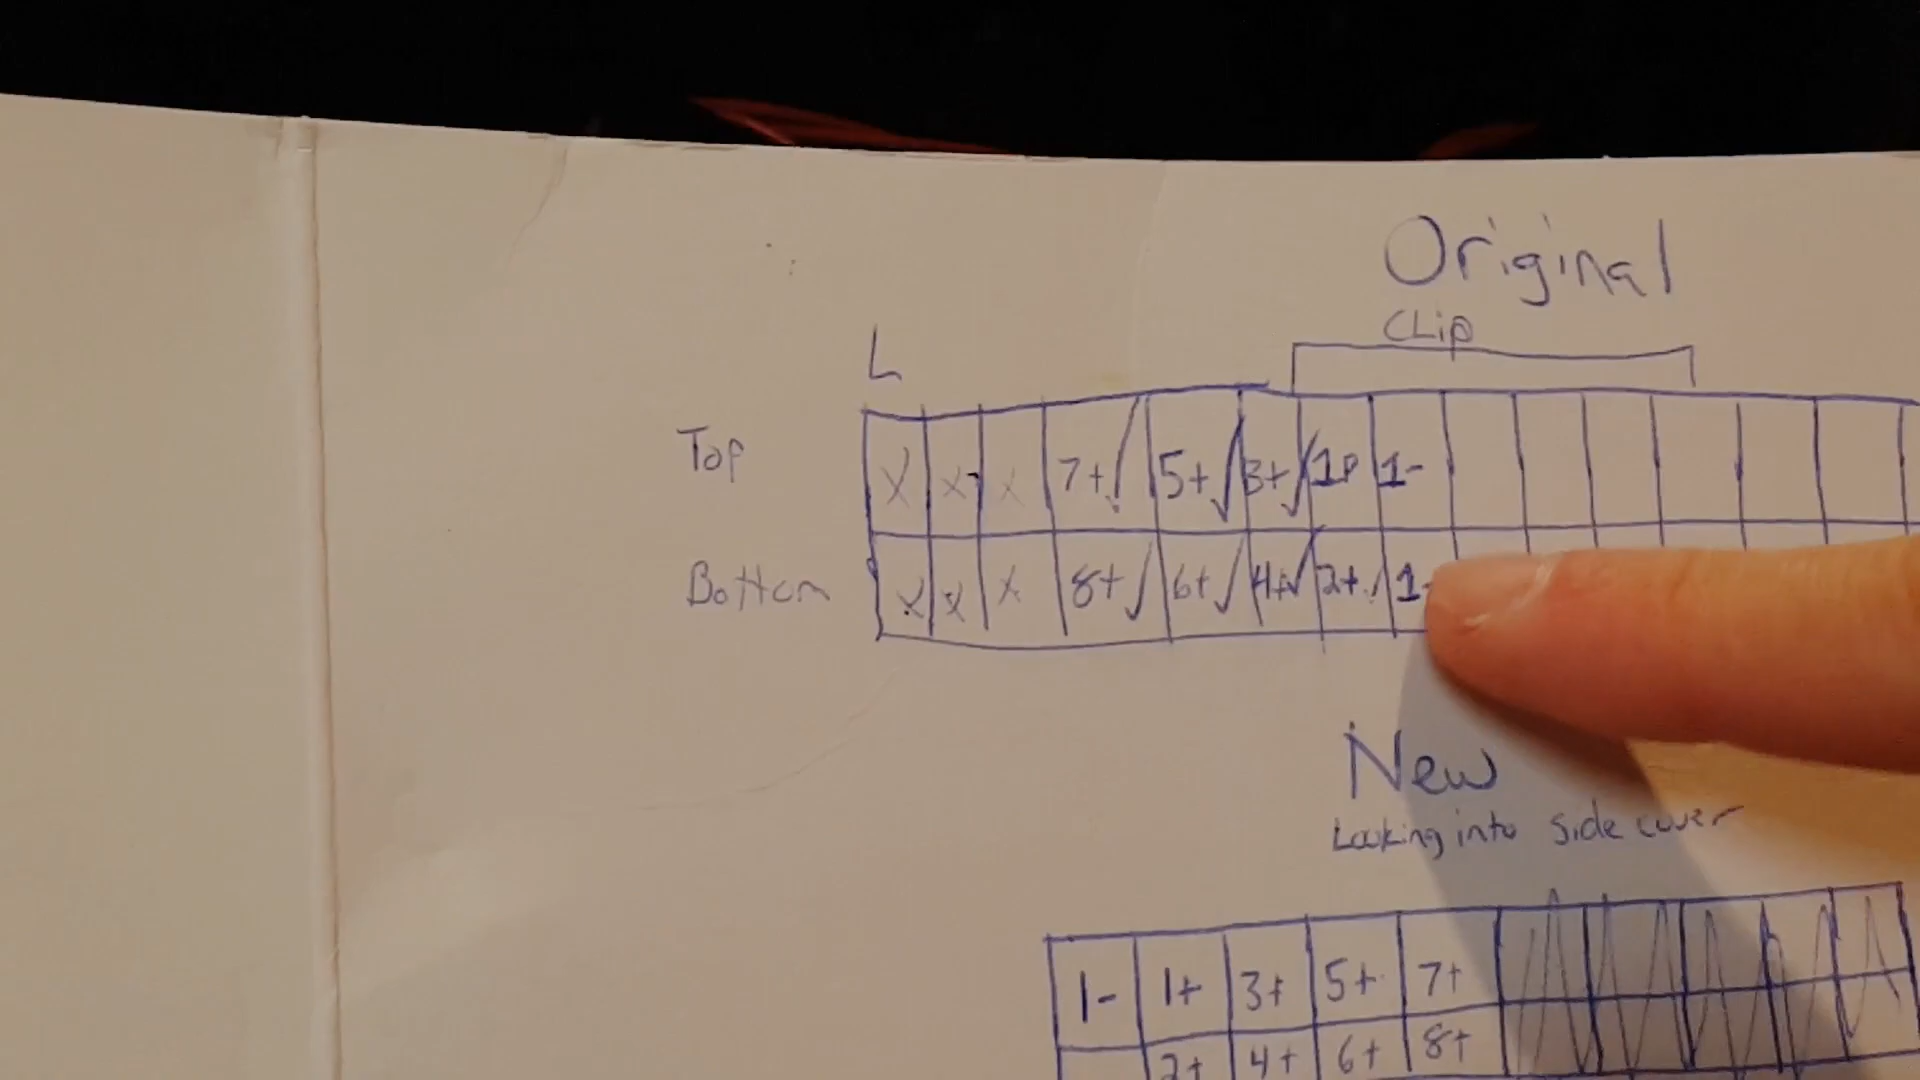 Original
CLip
L
Top X X X 7+√ 5+√ 3+√ 1P 1-
Bottom X X X 8+√ 6+√ 4+√ 2+√ 1-
New
Looking into side cover
1- 1+ 3+ 5+ 7+
2+ 4+ 6+ 8+